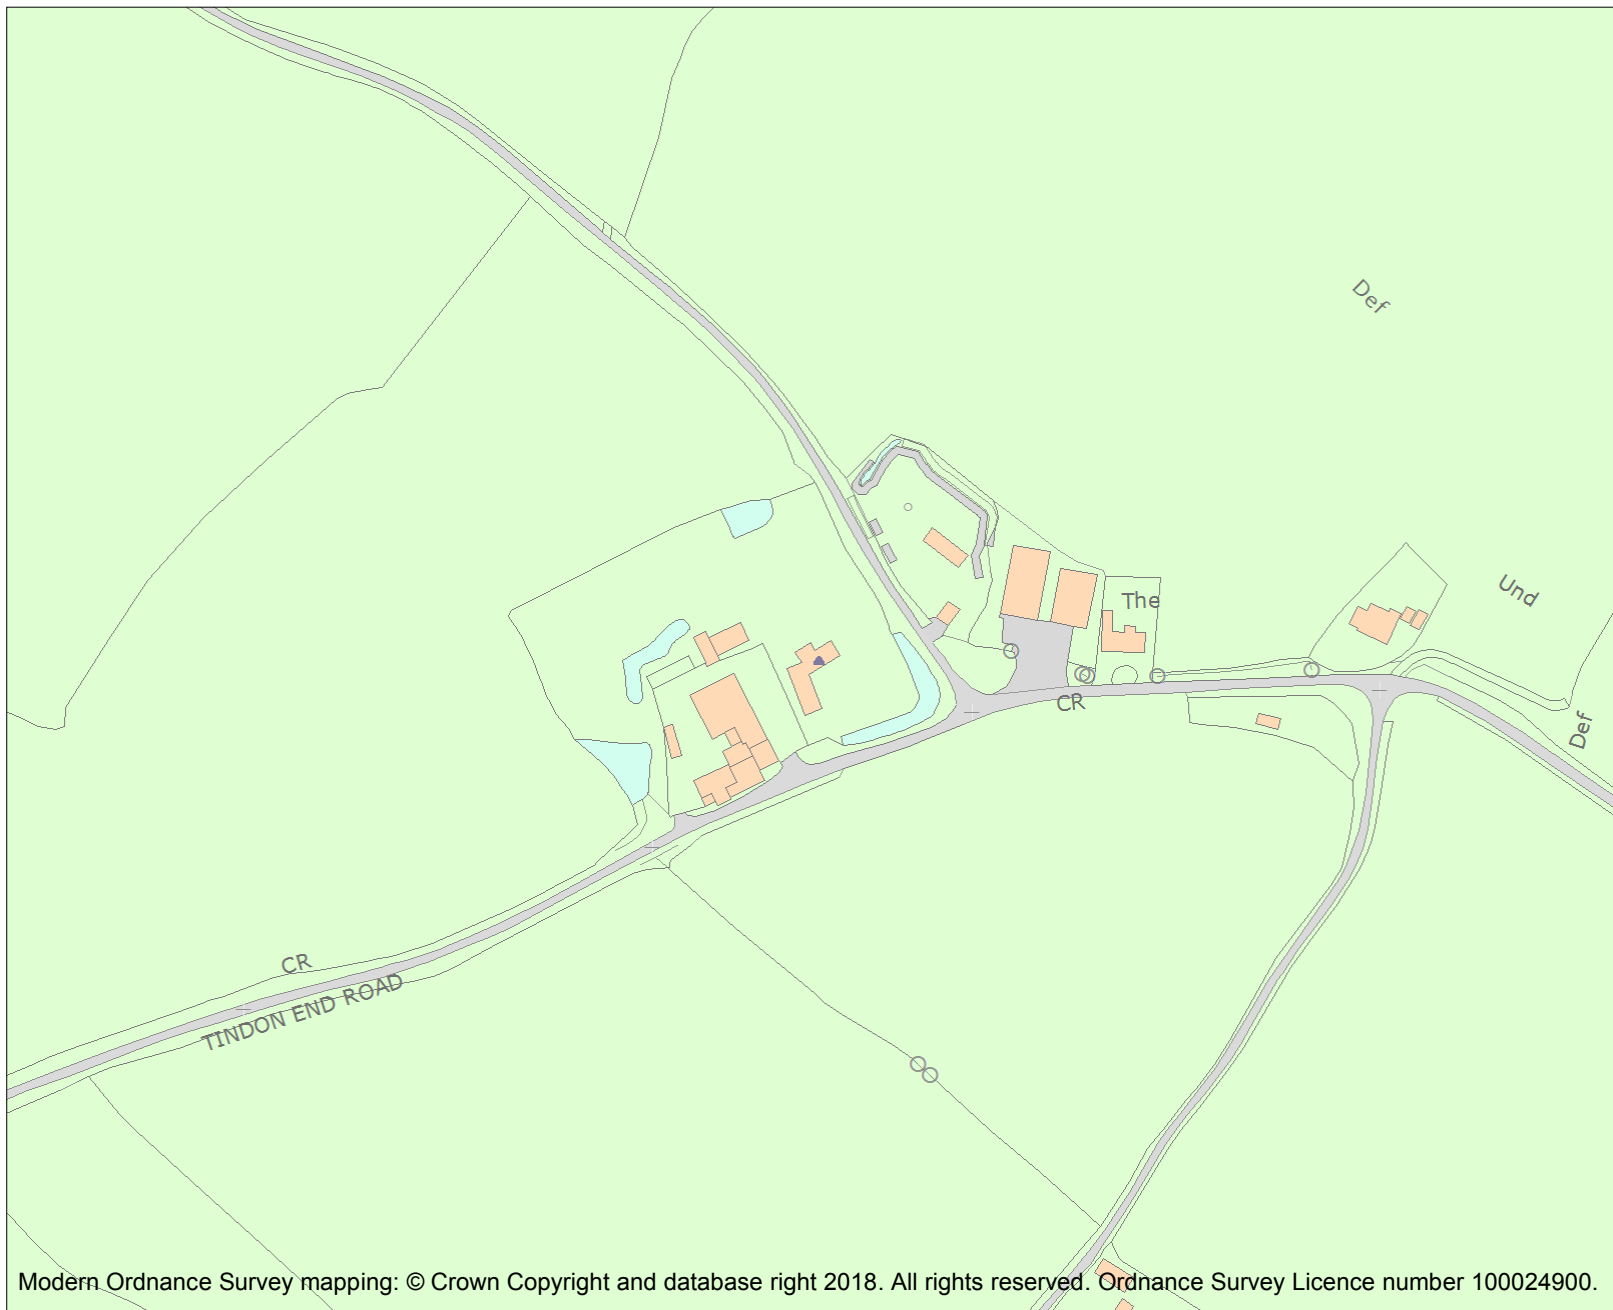 Def
Und
The
CR
Def
CR
TINDON END ROAD
Modern Ordnance Survey mapping: © Crown Copyright and database right 2018. All rights reserved. Ordnance Survey Licence number 100024900.